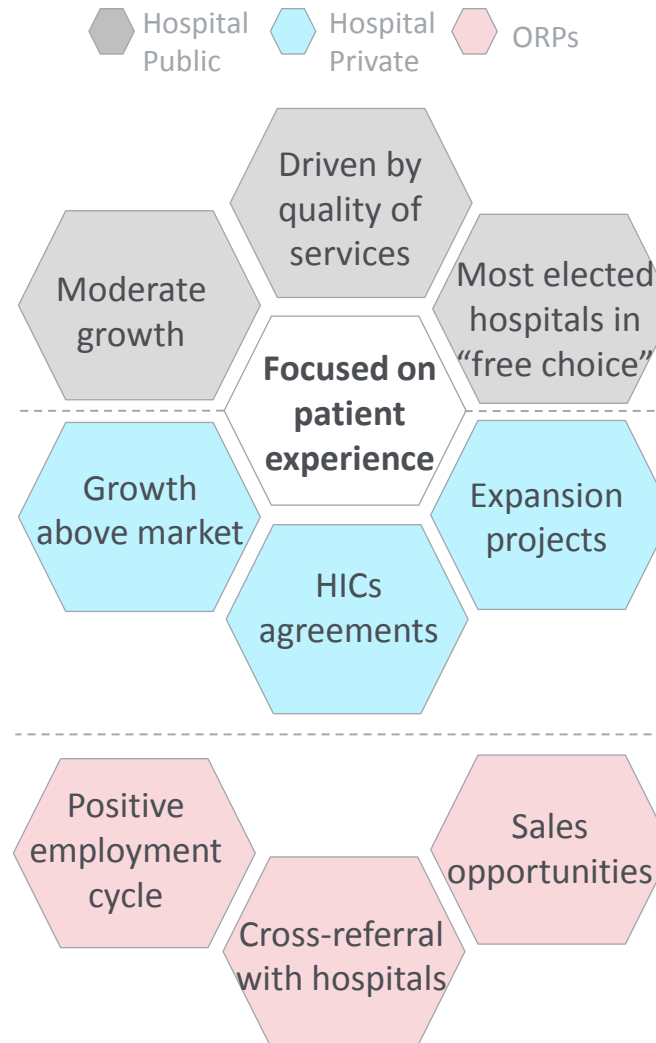 Hospital
Public
Hospital
Private
ORPs
Driven by
quality of
services
Moderate
growth
Most elected
hospitals in
“free choice”
Focused on
patient
experience
Growth
above market
Expansion
projects
HICs
agreements
Positive
employment
cycle
Sales
opportunities
Cross-referral
with hospitals